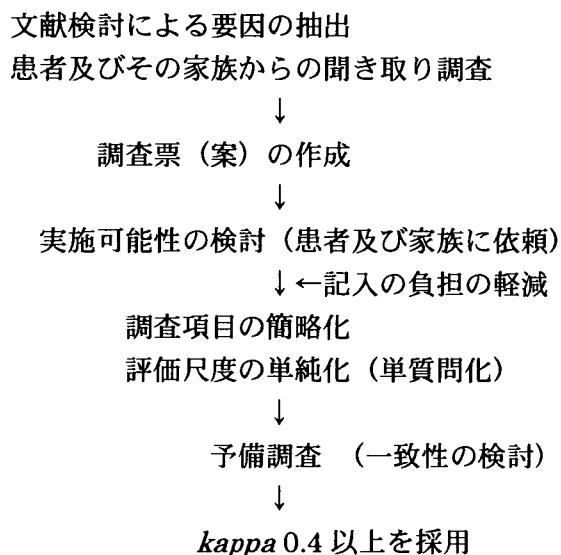 文献検討による要因の抽出
患者及びその家族からの聞き取り調査
↓
調査票（案）の作成
↓
実施可能性の検討（患者及び家族に依頼）
↓←記入の負担の軽減
調査項目の簡略化
評価尺度の単純化（単質問化）
↓
予備調査　（一致性の検討）
↓
kappa 0.4 以上を採用